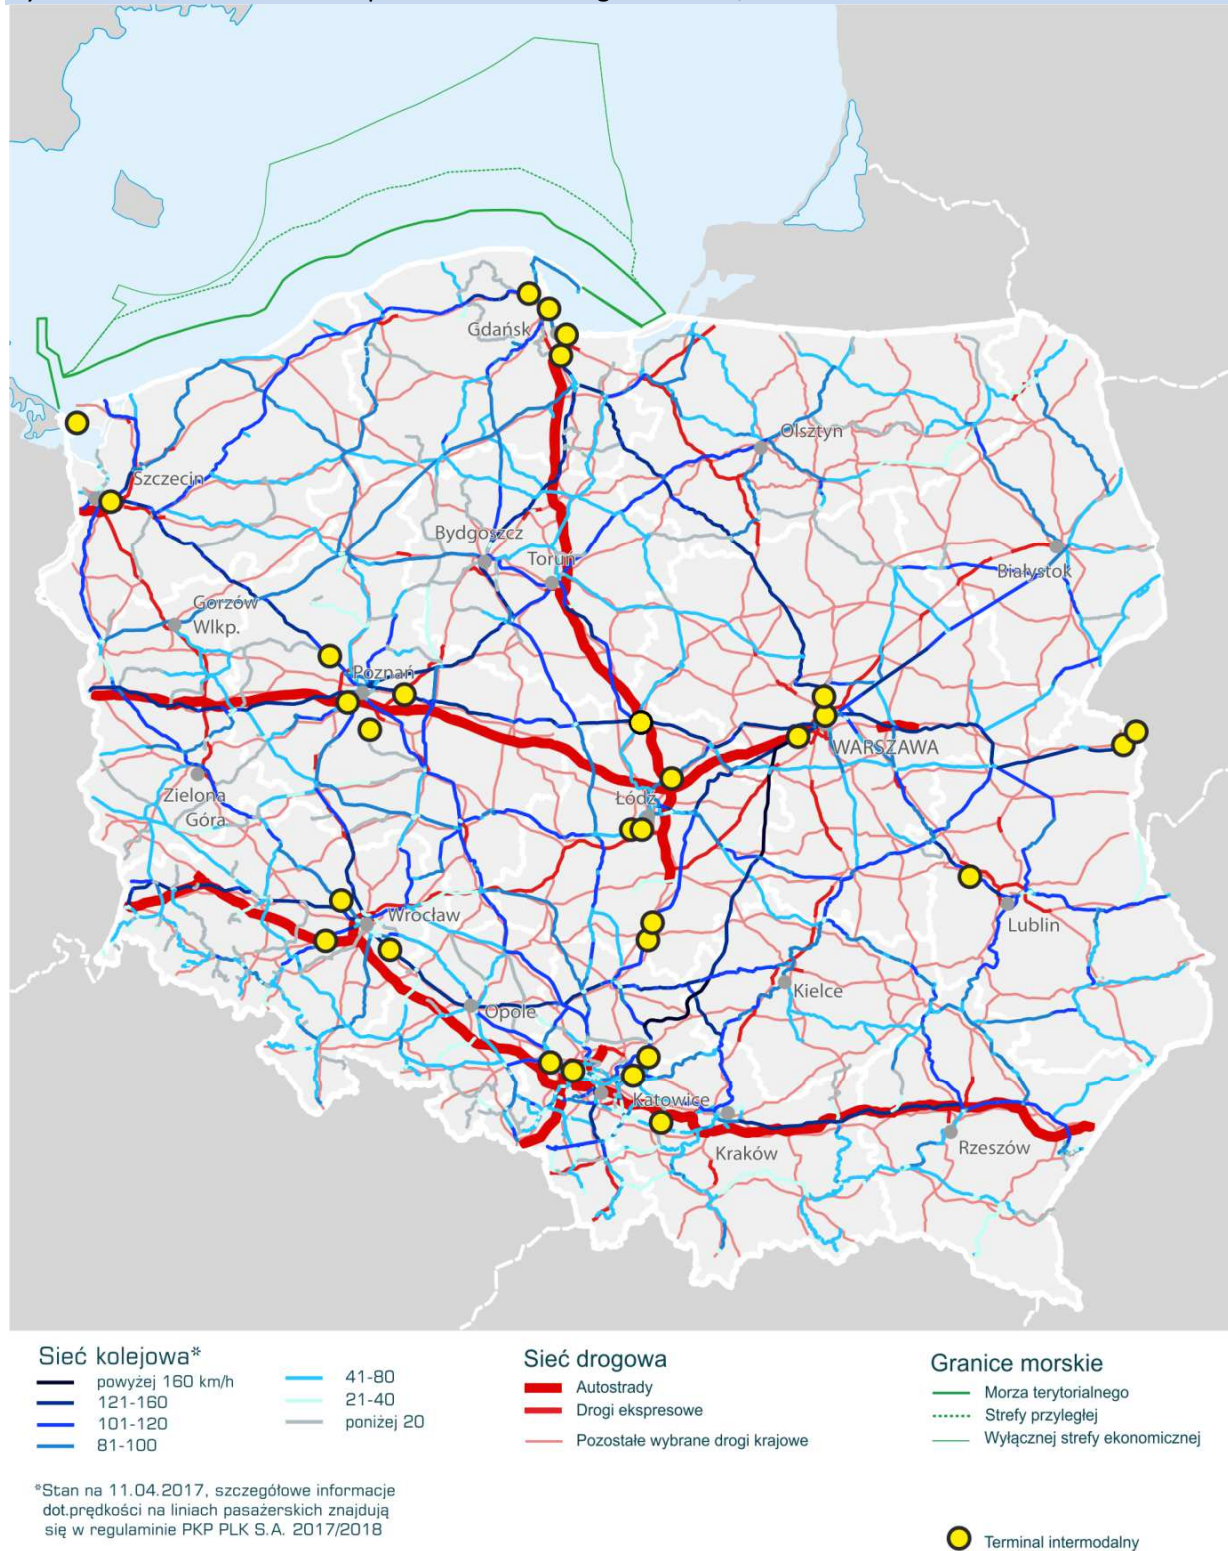 Gdańsk
Olsztyn
Szczecin
Bydgoszcz
Toruń
Białystok
Gorzów
Wlkp.
Poznań
WARSZAWA
Zielona
Góra
Łódź
Wrocław
Lublin
Kielce
Opole
Katowice
Kraków
Rzeszów
Sieć kolejowa*
powyżej 160 km/h
121-160
101-120
81-100
41-80
21-40
poniżej 20
*Stan na 11.04.2017, szczegółowe informacje
dot.prędkości na liniach pasażerskich znajdują
się w regulaminie PKP PLK S.A. 2017/2018
Sieć drogowa
Autostrady
Drogi ekspresowe
Pozostałe wybrane drogi krajowe
Granice morskie
Morza terytorialnego
Strefy przyległej
Wyłącznej strefy ekonomicznej
Terminal intermodalny